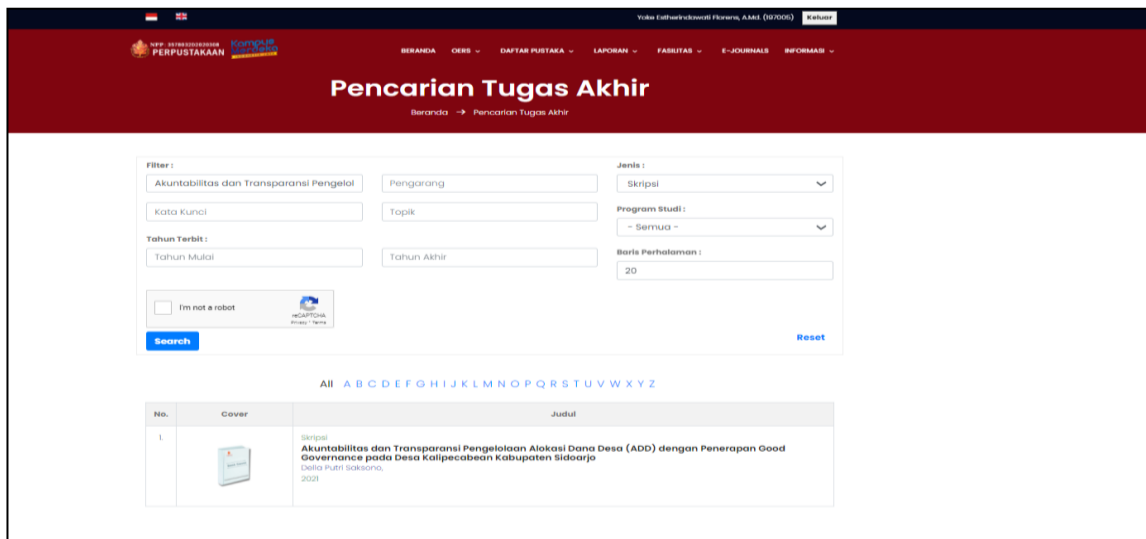 Yoke Estherindawati Florens, A.Md. (197005) Keluar
PERPUSTAKAAN
Kampus Merdeka
BERANDA OERS DAFTAR PUSTAKA LAPORAN FASILITAS E-JOURNALS INFORMASI
Pencarian Tugas Akhir
Beranda → Pencarian Tugas Akhir
Filter :
Jenis :
Akuntabilitas dan Transparansi Pengelol Pengarang Skripsi
Kata Kunci Topik
Program Studi :
- Semua -
Tahun Terbit :
Baris Perhalaman :
Tahun Mulai Tahun Akhir
20
I'm not a robot
reCAPTCHA
Privacy - Terms
Search Reset
All A B C D E F G H I J K L M N O P Q R S T U V W X Y Z
No. Cover Judul
1. Skripsi
Akuntabilitas dan Transparansi Pengelolaan Alokasi Dana Desa (ADD) dengan Penerapan Good
Governance pada Desa Kalipecabean Kabupaten Sidoarjo
Delia Putri Saksono,
2021